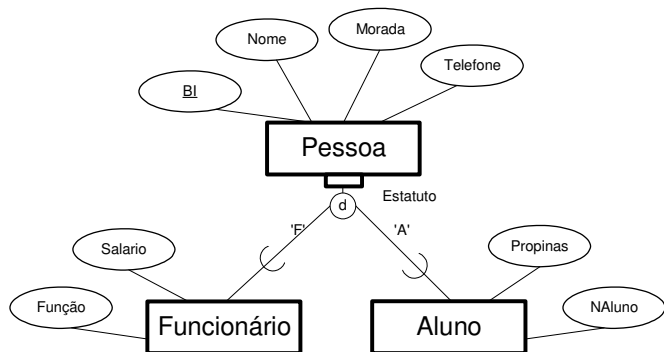 Morada
Nome
Telefone
BI
Pessoa
Estatuto
d
'F'
'A'
Salario
Propinas
Função
NAluno
Funcionário
Aluno